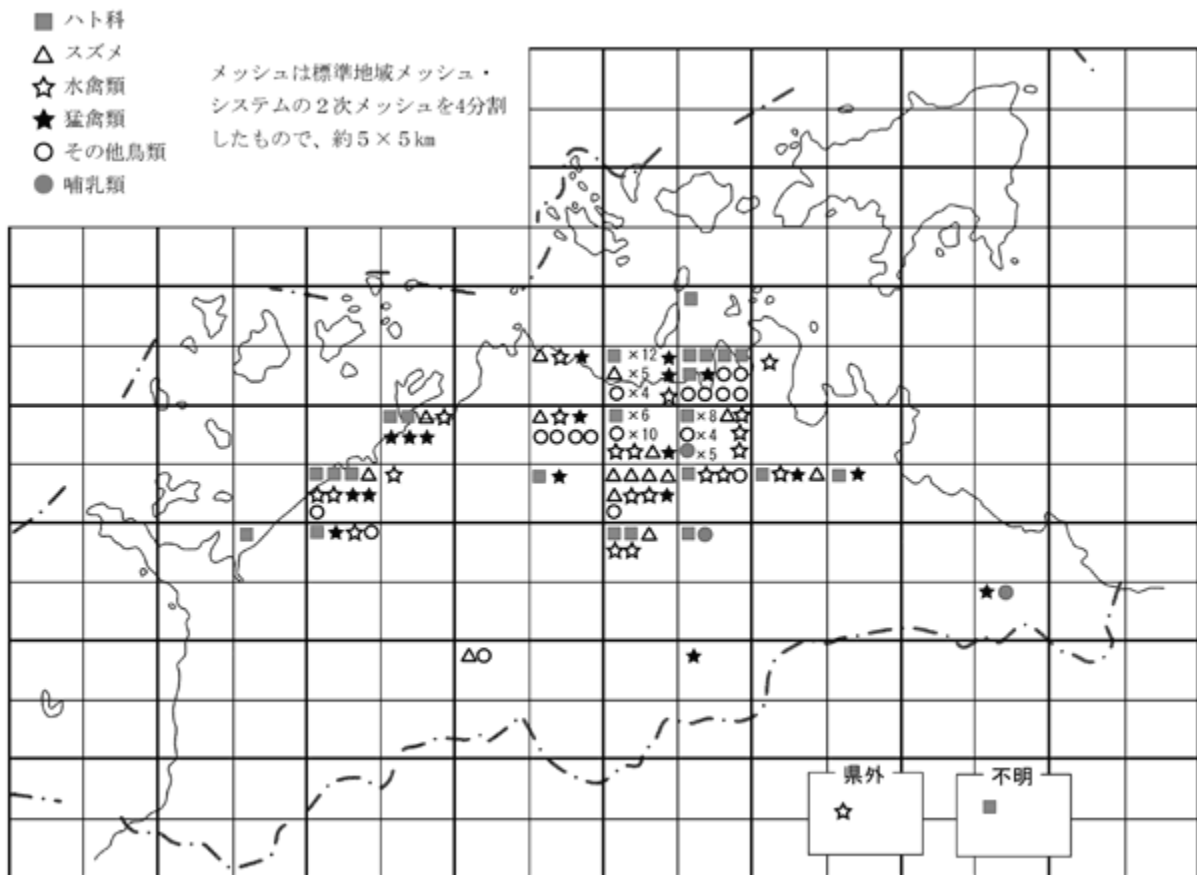 ハト科
スズメ
水禽類
猛禽類
その他鳥類
哺乳類
メッシュは標準地域メッシュ・
システムの2次メッシュを4分割
したもので、約5×5㎞
×12
×5
×4
×6
×10
×8
×4
×5
県外
不明